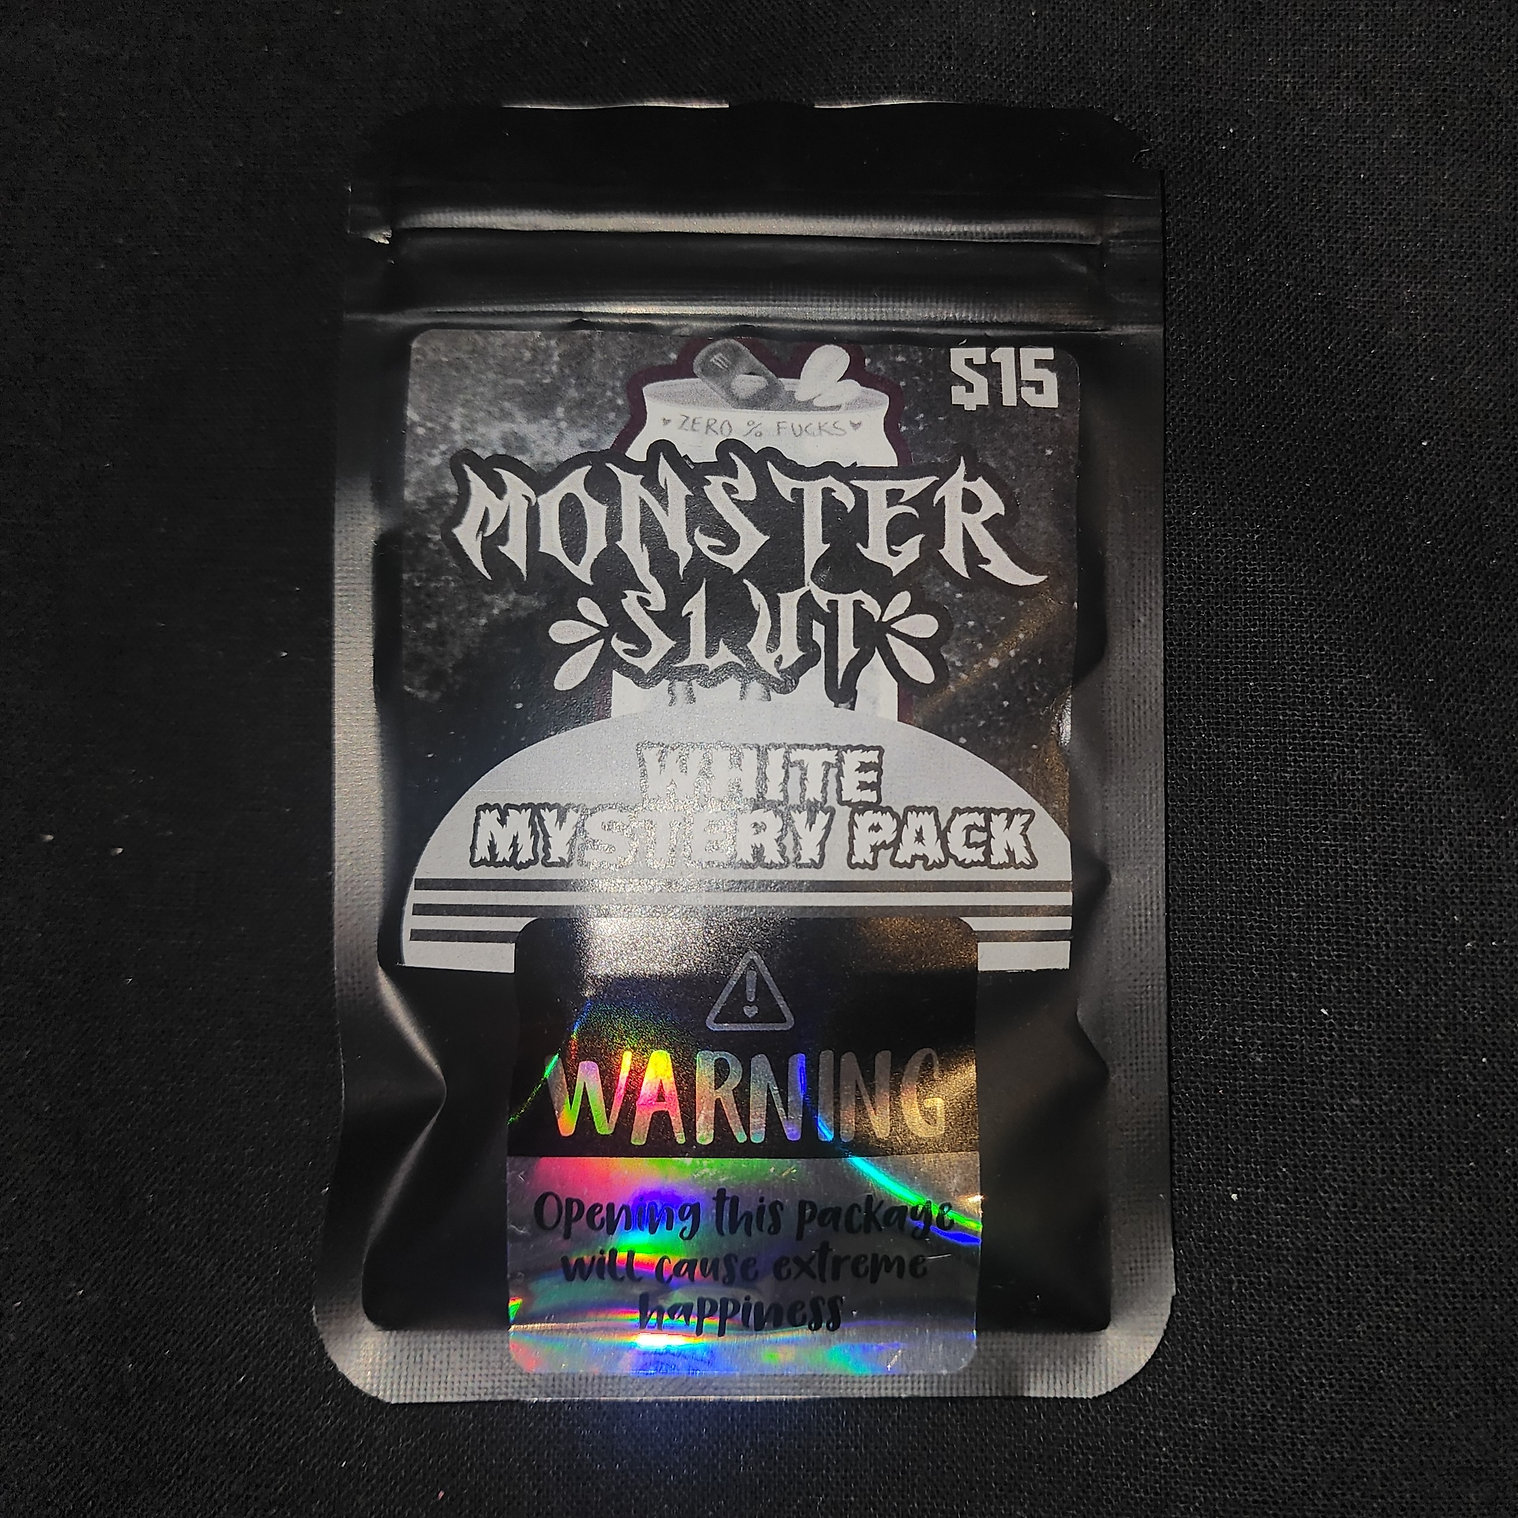 $15
ZERO % FUCKS
MONSTER
SLUT
WHITE
MYSTERY PACK
WARNING
Opening this package
will cause extreme
happiness